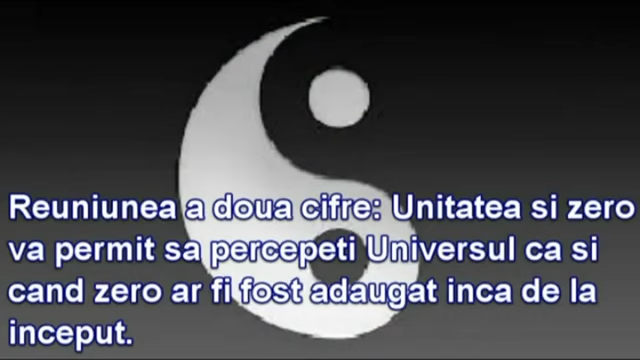 Reuniunea a doua cifre: Unitatea si zero
va permit sa percepeti Universul ca si
cand zero ar fi fost adaugat inca de la
inceput.